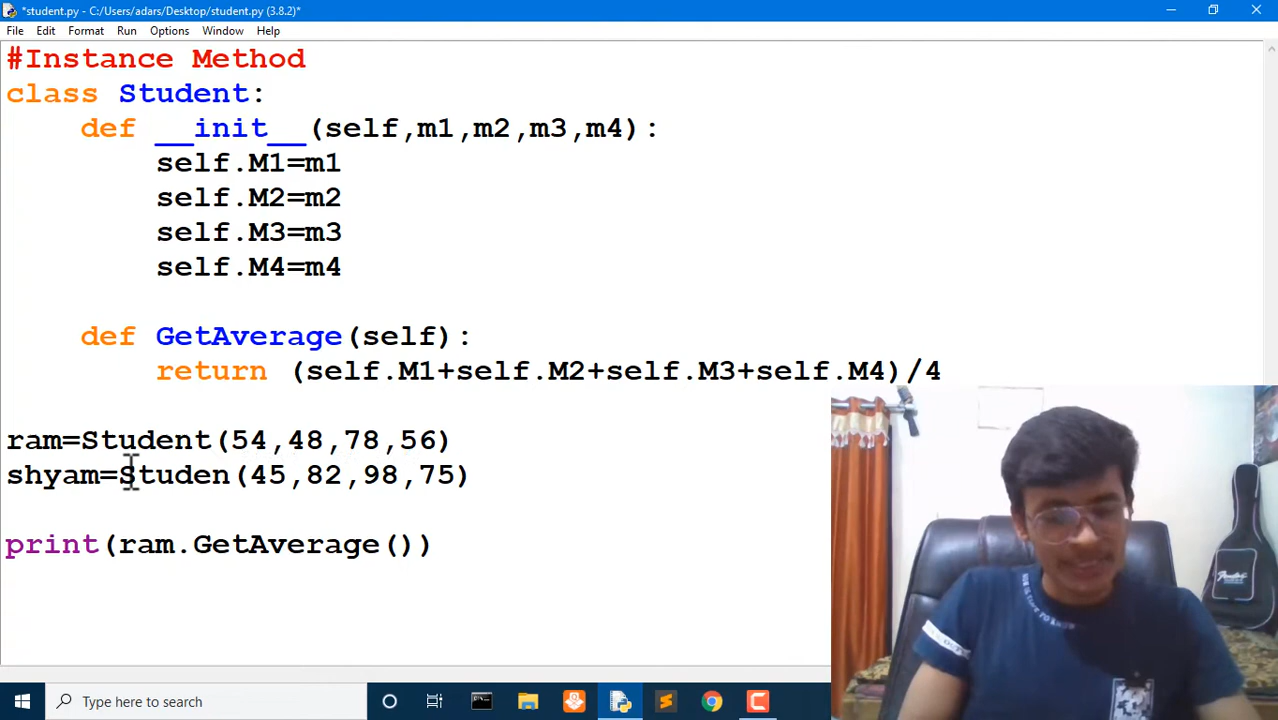 *student.py - C:/Users/adars/Desktop/student.py (3.8.2)*
File Edit Format Run Options Window Help
#Instance Method
class Student:
    def __init__(self,m1,m2,m3,m4):
        self.M1=m1
        self.M2=m2
        self.M3=m3
        self.M4=m4
    def GetAverage(self):
        return (self.M1+self.M2+self.M3+self.M4)/4
ram=Student(54,48,78,56)
shyam=Studen(45,82,98,75)
print(ram.GetAverage())
Type here to search